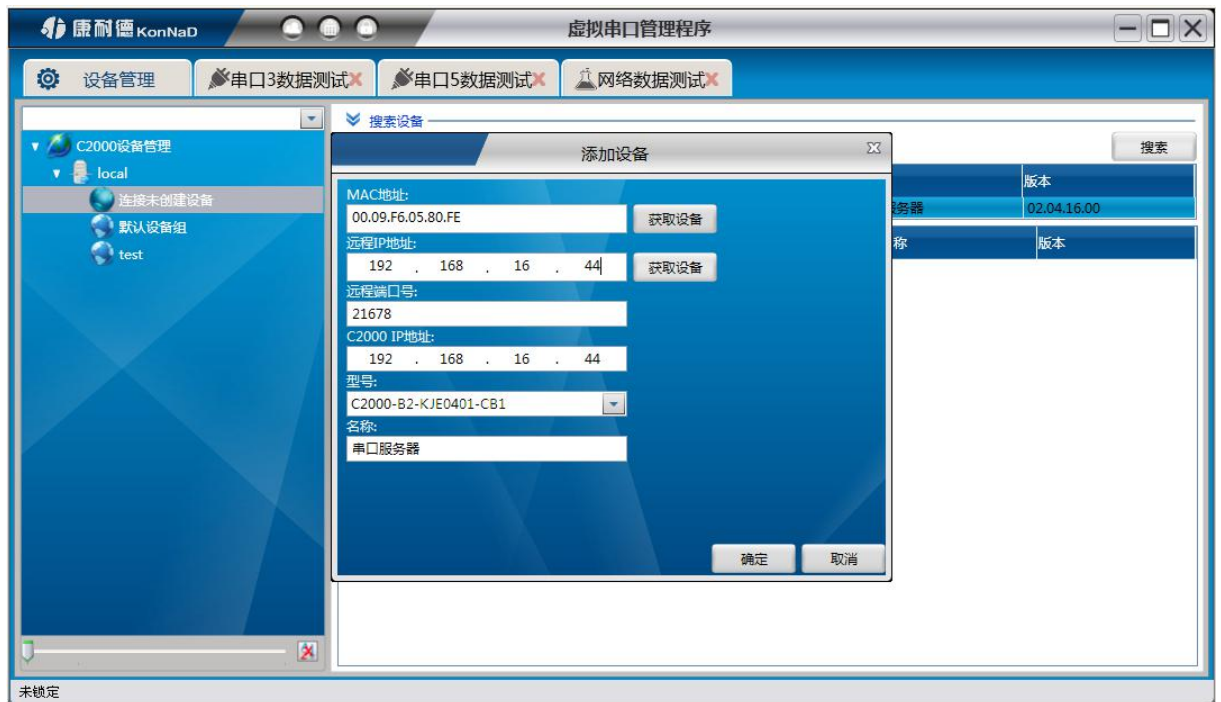 康耐德 KonNaD
虚拟串口管理程序
设备管理
串口3数据测试
串口5数据测试
网络数据测试
搜索设备
搜索
C2000设备管理
local
连接未创建设备
默认设备组
test
版本
务器
02.04.16.00
称
版本
添加设备
MAC地址:
00.09.F6.05.80.FE
获取设备
远程IP地址:
192 . 168 . 16 . 44
获取设备
远程端口号:
21678
C2000 IP地址:
192 . 168 . 16 . 44
型号:
C2000-B2-KJE0401-CB1
名称:
串口服务器
确定
取消
未锁定